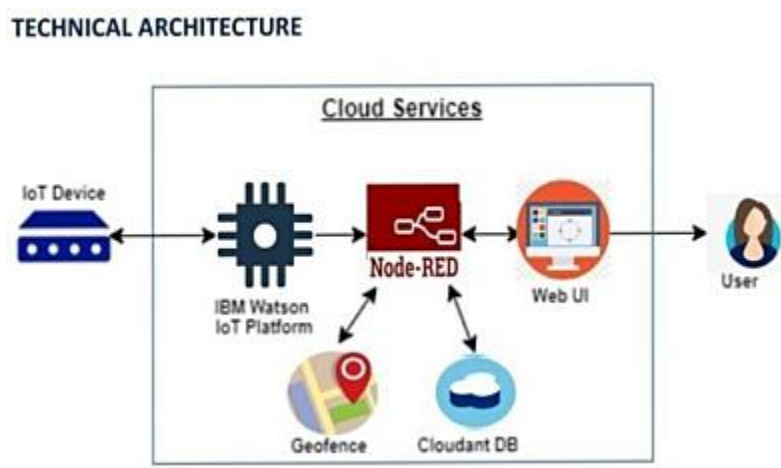 TECHNICAL ARCHITECTURE
Cloud Services
IoT Device
Node-RED
IBM Watson
IoT Platform
Web UI
User
Geofence
Cloudant DB